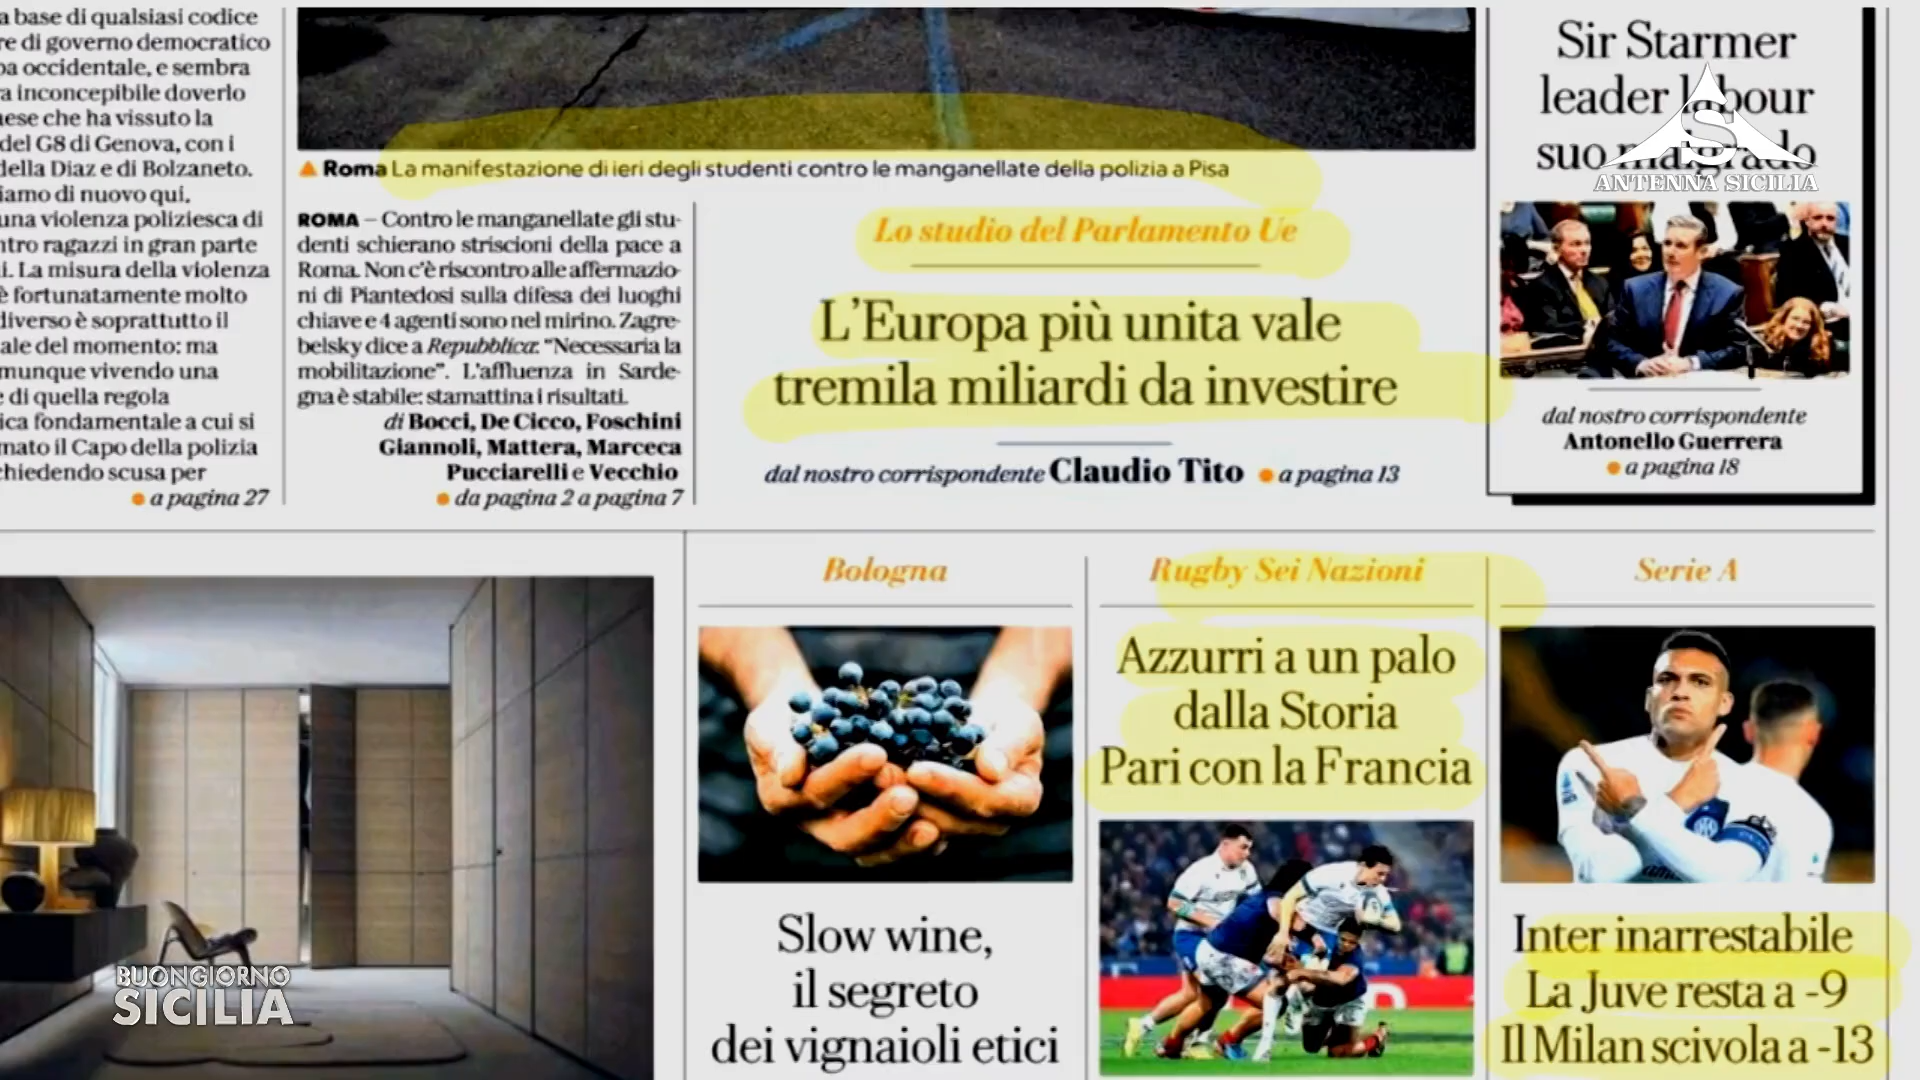 a base di qualsiasi codice
re di governo democratico
pa occidentale, e sembra
a inconcepibile doverlo
aese che ha vissuto la
del G8 di Genova, con i
della Diaz e di Bolzaneto.
iamo di nuovo qui,
una violenza poliziesca di
ntro ragazzi in gran parte
i. La misura della violenza
è fortunatamente molto
diverso è soprattutto il
ale del momento: ma
munque vivendo una
e di quella regola
ica fondamentale a cui si
mato il Capo della polizia
chiedendo scusa per
a pagina 27
Roma La manifestazione di ieri degli studenti contro le manganellate della polizia a Pisa
ROMA – Contro le manganellate gli stu-
denti schierano striscioni della pace a
Roma. Non c'è riscontro alle affermazio-
ni di Piantedosi sulla difesa dei luoghi
chiave e 4 agenti sono nel mirino. Zagre-
belsky dice a Repubblica: "Necessaria la
mobilitazione". L'affluenza in Sarde-
gna è stabile: stamattina i risultati.
di Bocci, De Cicco, Foschini
Giannoli, Mattera, Marceca
Pucciarelli e Vecchio
da pagina 2 a pagina 7
Lo studio del Parlamento Ue
L'Europa più unita vale
tremila miliardi da investire
dal nostro corrispondente Claudio Tito a pagina 13
Sir Starmer
leader labour
suo malgrado
ANTENNA SICILIA
dal nostro corrispondente
Antonello Guerrera
a pagina 18
Bologna
Slow wine,
il segreto
dei vignaioli etici
Rugby Sei Nazioni
Azzurri a un palo
dalla Storia
Pari con la Francia
Serie A
Inter inarrestabile
La Juve resta a -9
Il Milan scivola a -13
BUONGIORNO
SICILIA